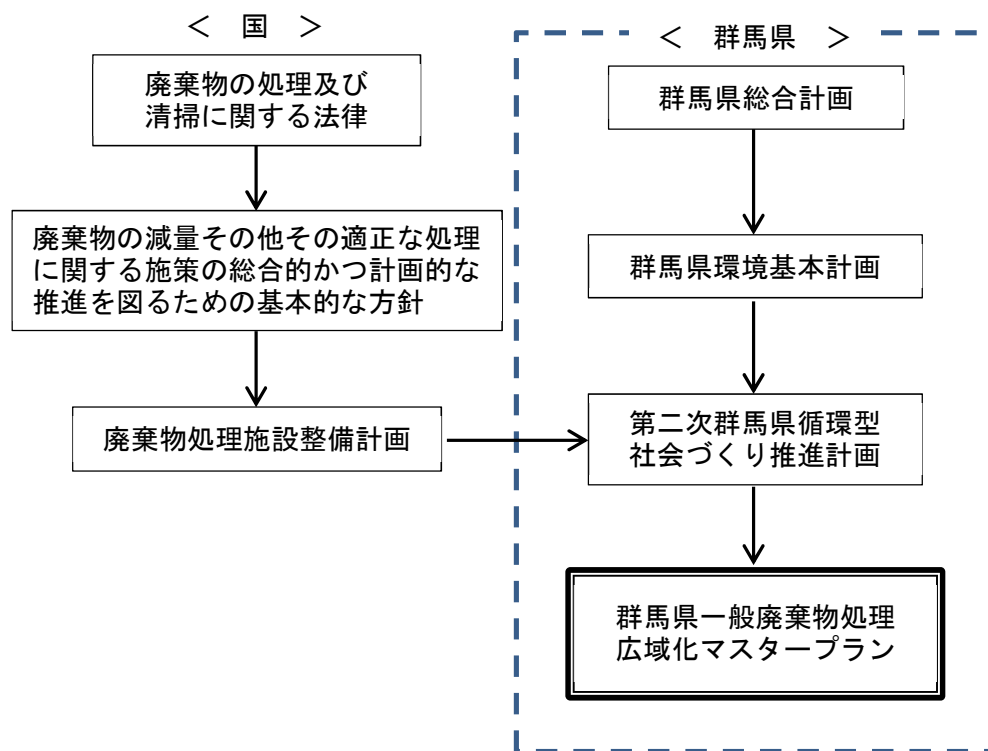 ＜ 国 ＞
廃棄物の処理及び
清掃に関する法律
廃棄物の減量その他その適正な処理
に関する施策の総合的かつ計画的な
推進を図るための基本的な方針
廃棄物処理施設整備計画
＜ 群馬県 ＞
群馬県総合計画
群馬県環境基本計画
第二次群馬県循環型
社会づくり推進計画
群馬県一般廃棄物処理
広域化マスタープラン